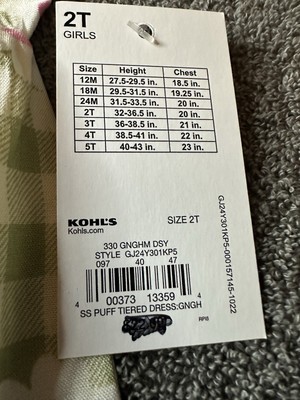 2T
GIRLS
Size Height Chest
12M 27.5-29.5 in. 18.5 in.
18M 29.5-31.5 in. 19.25 in.
24M 31.5-33.5 in. 20 in.
2T 32-36.5 in. 20 in.
3T 36-38.5 in. 21 in.
4T 38.5-41 in. 22 in.
5T 40-43 in. 23 in.
KOHL'S
Kohls.com
SIZE 2T
330 GNGHM DSY
STYLE GJ24Y301KP5
097 40 47
4 00373 13359 4
SS PUFF TIERED DRESS:GNGH
RPI5
GJ24Y301KP5-000157145-1022